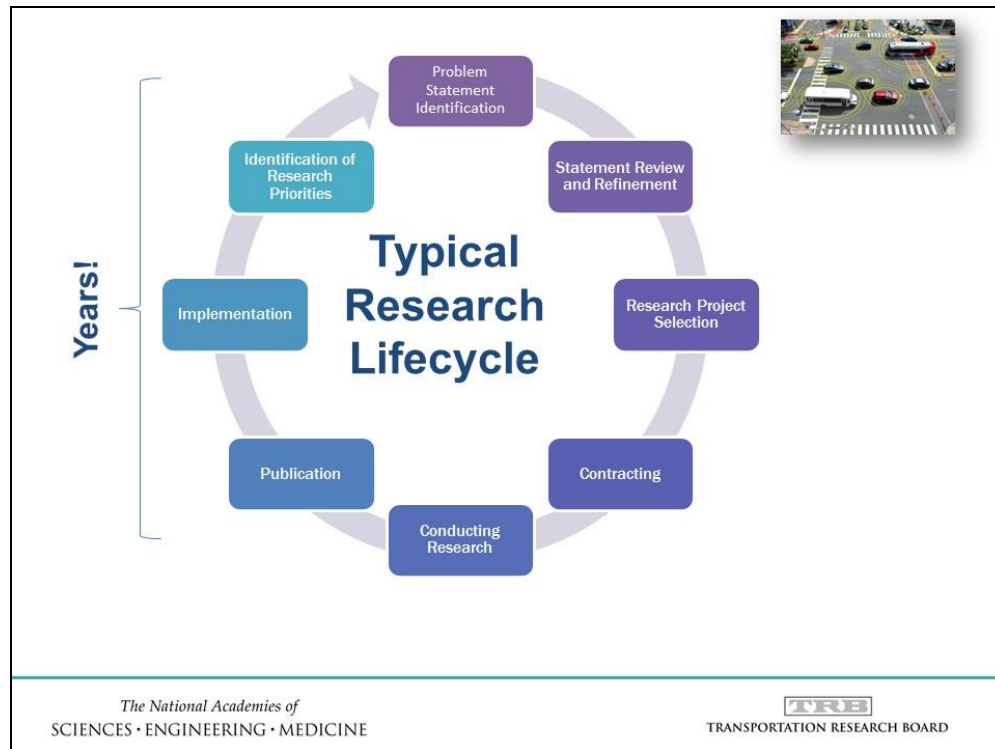 Problem
Statement
Identification
Statement Review
and Refinement
Research Project
Selection
Contracting
Conducting
Research
Publication
Implementation
Identification of
Research
Priorities
Typical
Research
Lifecycle
Years!
The National Academies of
SCIENCES · ENGINEERING · MEDICINE
TRB
TRANSPORTATION RESEARCH BOARD